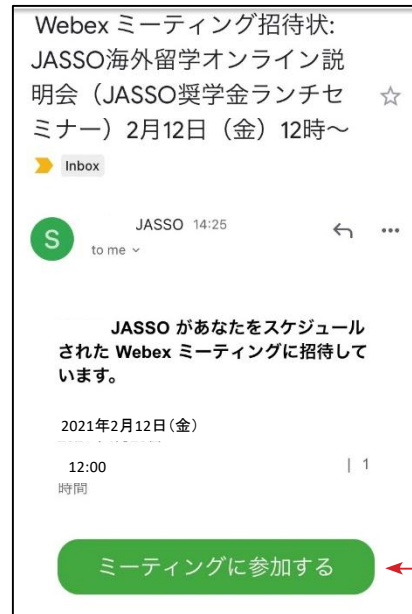 Webex ミーティング招待状:
JASSO海外留学オンライン説
明会（JASSO奨学金ランチセ
ミナー）2月12日（金）12時～
Inbox
S
JASSO 14:25
to me
JASSO があなたをスケジュール
された Webex ミーティングに招待して
います。
2021年2月12日（金）
12:00 | 1
時間
ミーティングに参加する